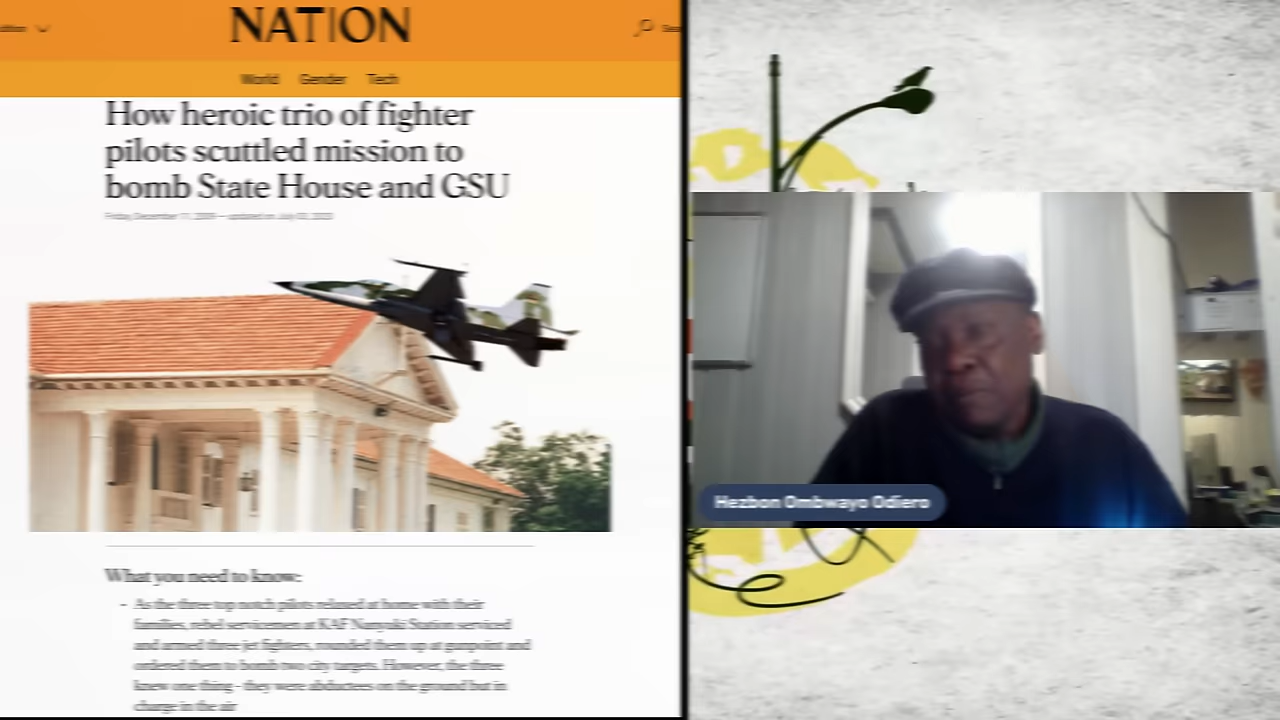 NATION
World Gender Tech
How heroic trio of fighter
pilots scuttled mission to
bomb State House and GSU
What you need to know:
- As the three top notch pilots relaxed at home with their
families, rebel servicemen at KAF Nanyuki Station serviced
and armed three jet fighters, rounded them up at gunpoint and
ordered them to bomb two city targets. However, the three
knew one thing - they were abductees on the ground but in
charge in the air
Hezbon Ombwayo Odiero